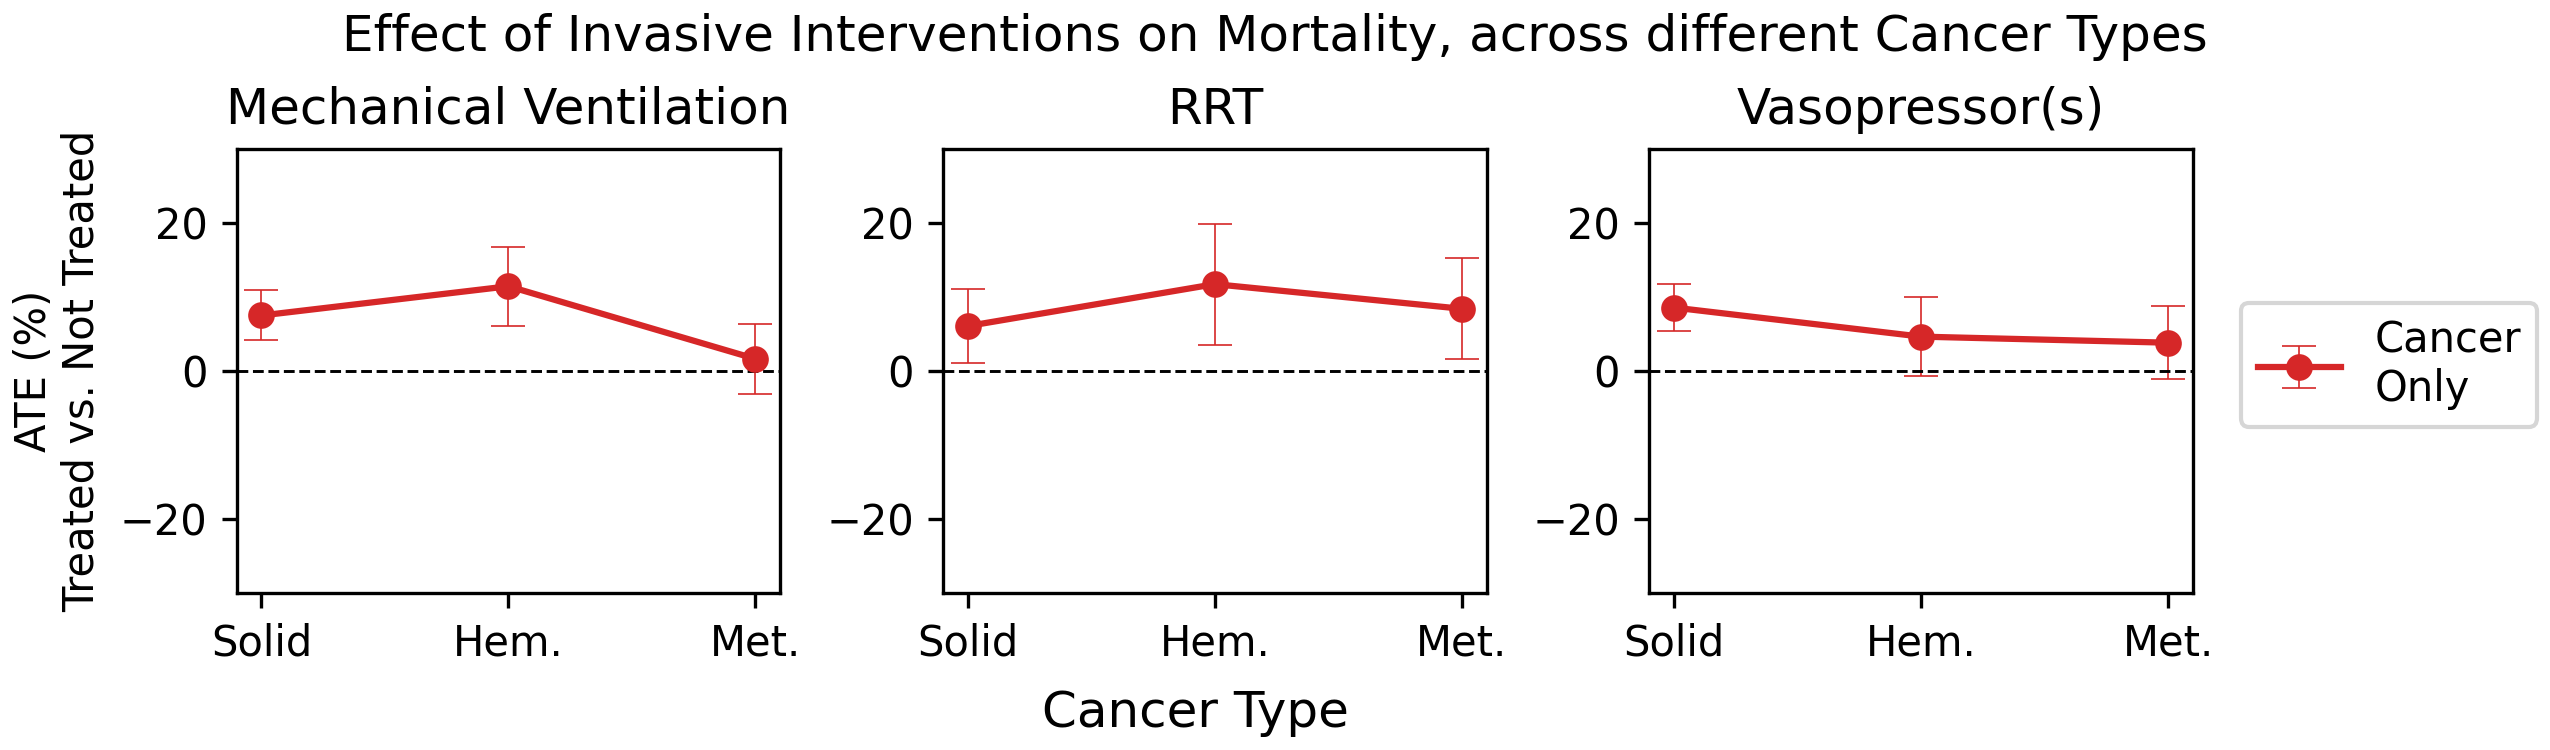 Effect of Invasive Interventions on Mortality, across different Cancer Types
Mechanical Ventilation
RRT
Vasopressor(s)
ATE (%)
Treated vs. Not Treated
20
0
−20
Solid
Hem.
Met.
20
0
−20
Solid
Hem.
Met.
20
0
−20
Solid
Hem.
Met.
Cancer
Only
Cancer Type